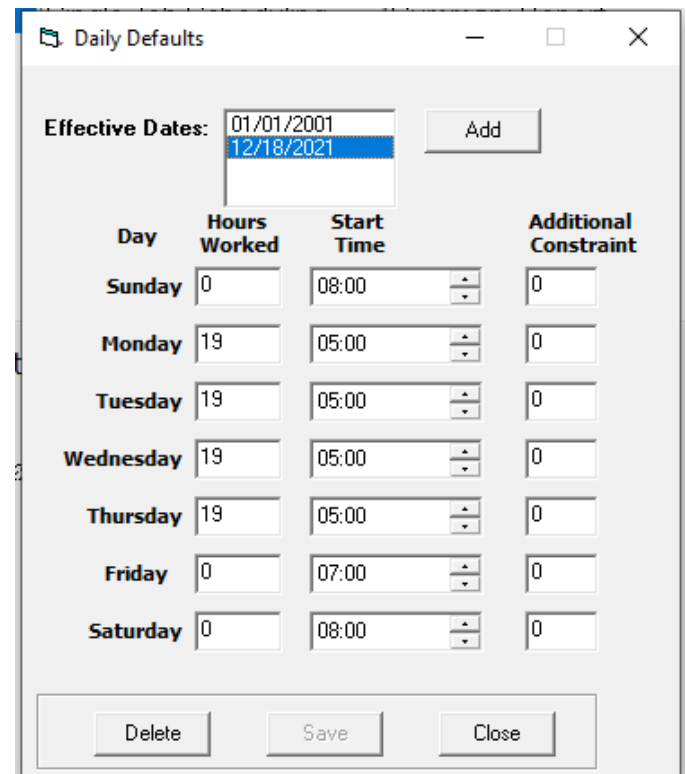 Daily Defaults
Effective Dates: 01/01/2001 Add
12/18/2021
Day Hours Worked Start Time Additional Constraint
Sunday 0 08:00 0
Monday 19 05:00 0
Tuesday 19 05:00 0
Wednesday 19 05:00 0
Thursday 19 05:00 0
Friday 0 07:00 0
Saturday 0 08:00 0
Delete Save Close